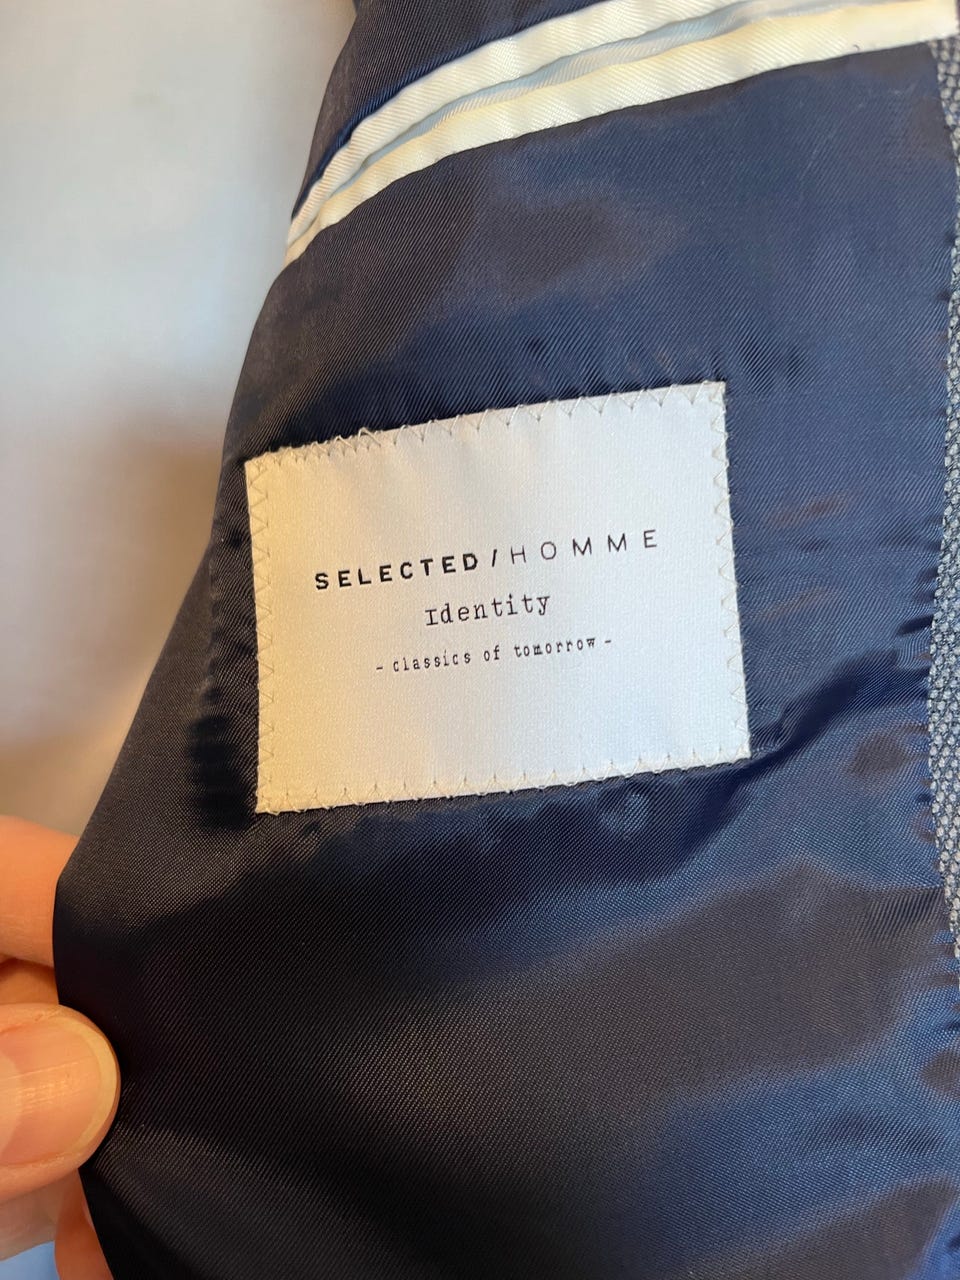 SELECTED/HOMME
Identity
- classics of tomorrow -